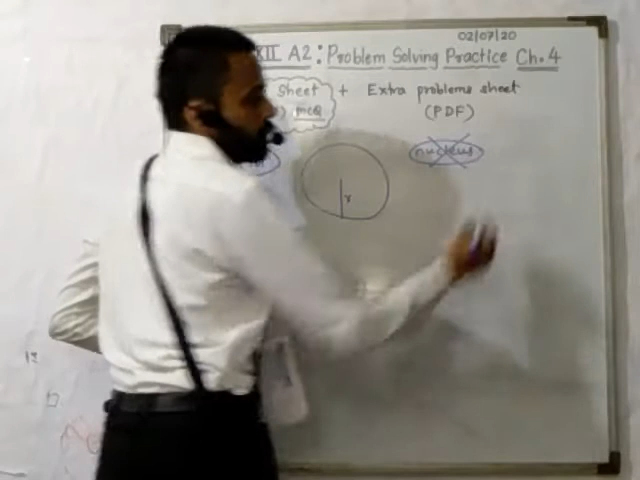 02/07/20
XII A2 : Problem Solving Practice Ch.4
Sheet + Extra problems sheet
) MCQ (PDF)
nucleus
r